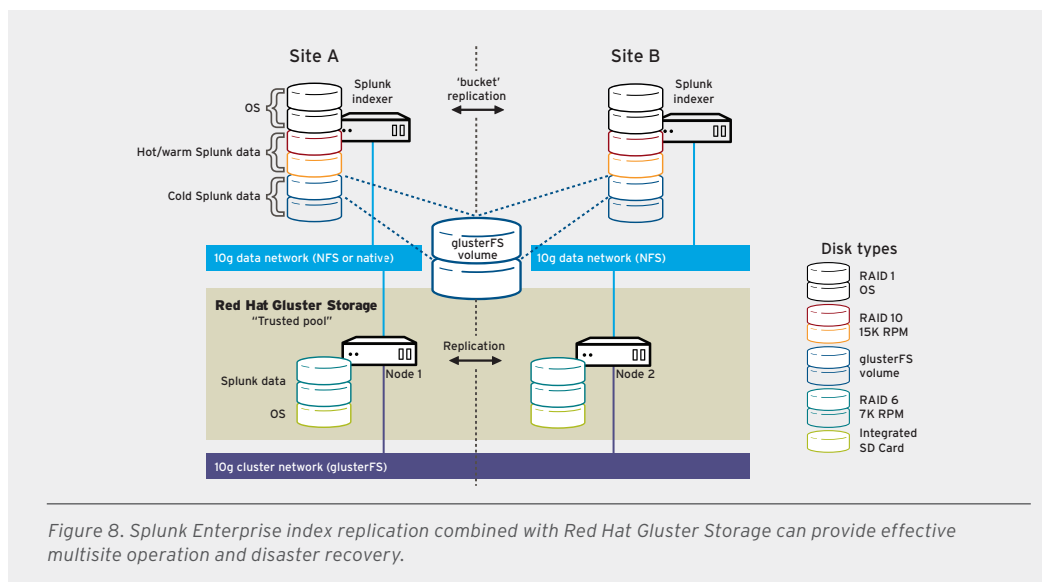 Site A
Site B
'bucket'
replication
Splunk
indexer
Splunk
indexer
OS
Hot/warm Splunk data
Cold Splunk data
glusterFS
volume
10g data network (NFS or native)
10g data network (NFS)
Red Hat Gluster Storage
"Trusted pool"
Replication
Node 1
Node 2
Splunk data
OS
10g cluster network (glusterFS)
Disk types
RAID 1
OS
RAID 10
15K RPM
glusterFS
volume
RAID 6
7K RPM
Integrated
SD Card
Figure 8. Splunk Enterprise index replication combined with Red Hat Gluster Storage can provide effective
multisite operation and disaster recovery.